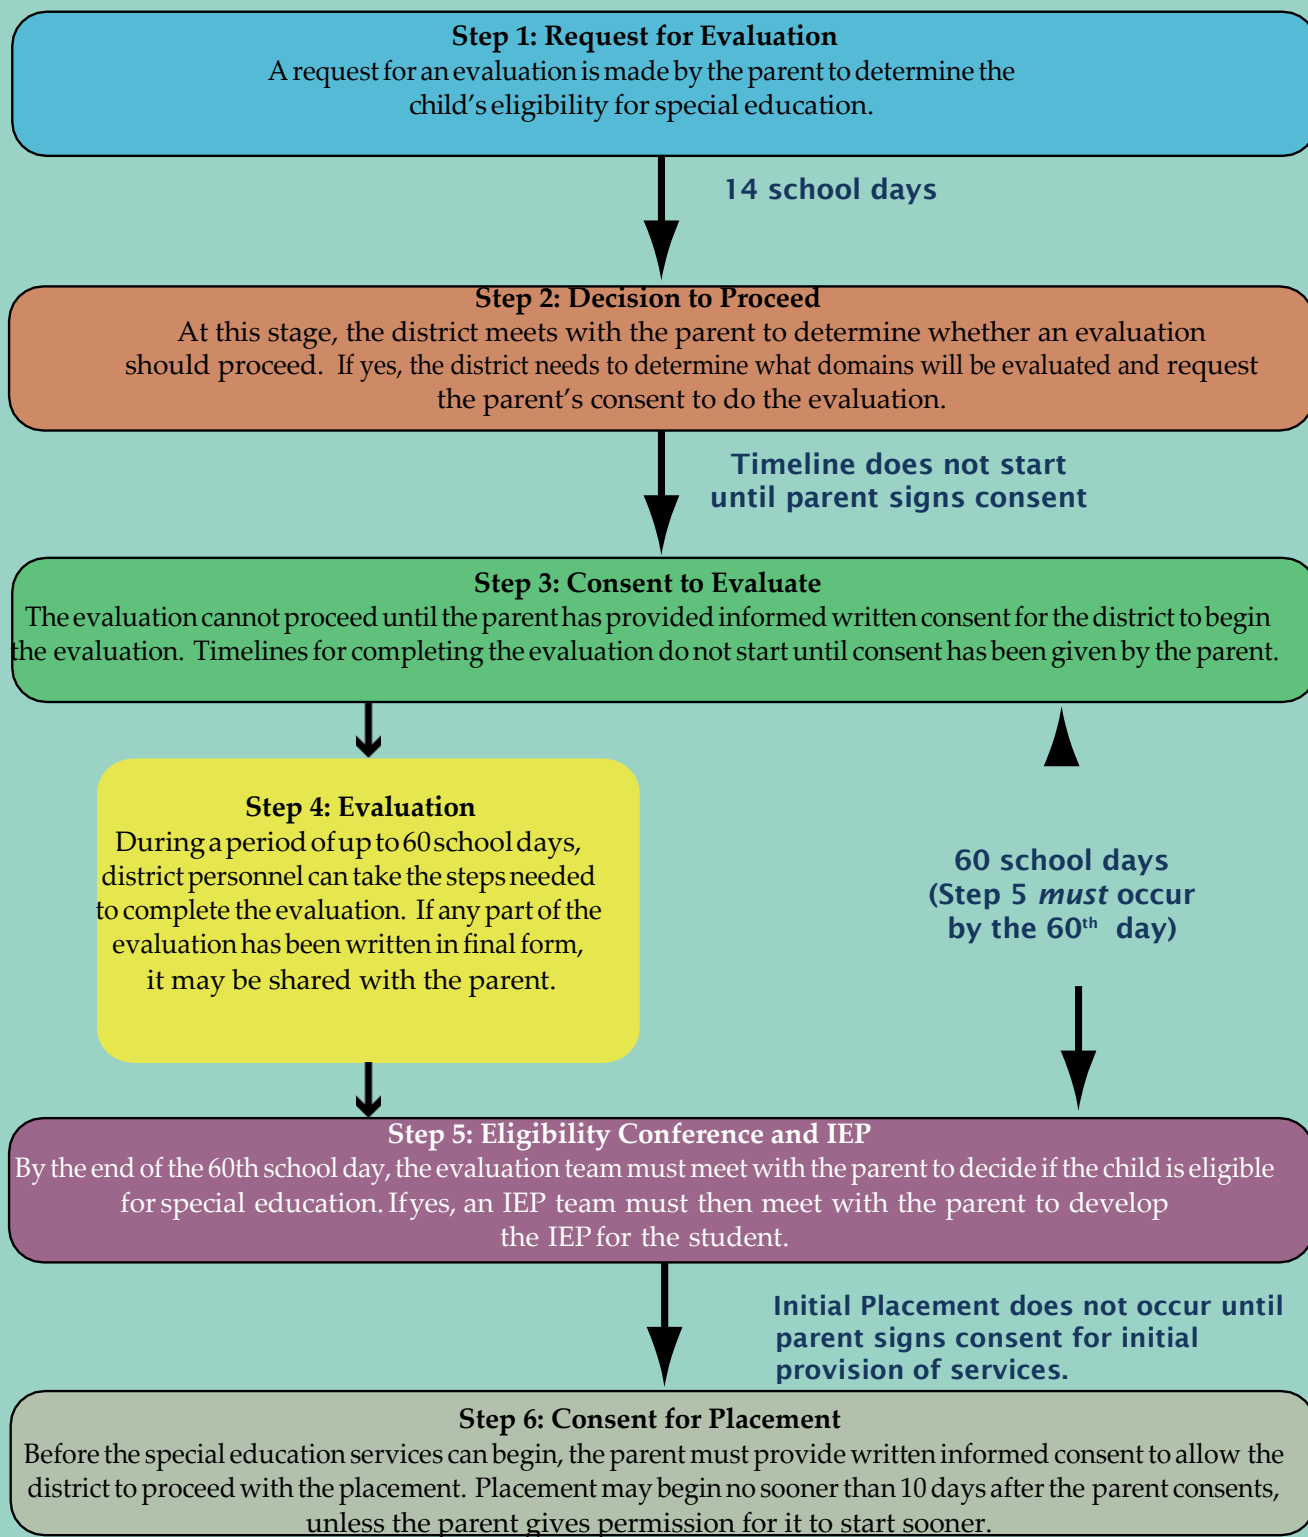 Step 1: Request for Evaluation
A request for an evaluation is made by the parent to determine the
child's eligibility for special education.
14 school days
Step 2: Decision to Proceed
At this stage, the district meets with the parent to determine whether an evaluation
should proceed. If yes, the district needs to determine what domains will be evaluated and request
the parent's consent to do the evaluation.
Timeline does not start
until parent signs consent
Step 3: Consent to Evaluate
The evaluation cannot proceed until the parent has provided informed written consent for the district to begin
the evaluation. Timelines for completing the evaluation do not start until consent has been given by the parent.
Step 4: Evaluation
During a period of up to 60 school days,
district personnel can take the steps needed
to complete the evaluation. If any part of the
evaluation has been written in final form,
it may be shared with the parent.
60 school days
(Step 5 must occur
by the 60th day)
Step 5: Eligibility Conference and IEP
By the end of the 60th school day, the evaluation team must meet with the parent to decide if the child is eligible
for special education. If yes, an IEP team must then meet with the parent to develop
the IEP for the student.
Initial Placement does not occur until
parent signs consent for initial
provision of services.
Step 6: Consent for Placement
Before the special education services can begin, the parent must provide written informed consent to allow the
district to proceed with the placement. Placement may begin no sooner than 10 days after the parent consents,
unless the parent gives permission for it to start sooner.